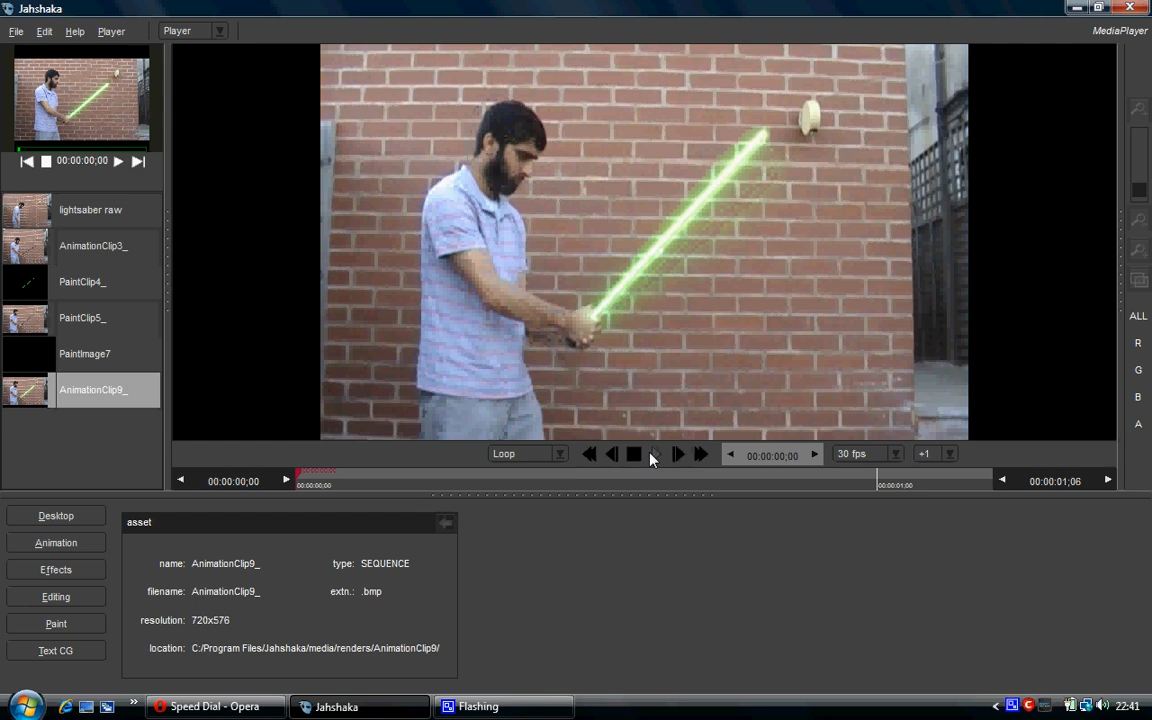 Jahshaka
File Edit Help Player Player MediaPlayer
00:00:00;00
lightsaber raw
AnimationClip3_
PaintClip4_
PaintClip5_
PaintImage7
AnimationClip9_
ALL
R
G
B
A
Loop 00:00:00;00 30 fps +1
00:00:00;00 00:00:00;00 00:00:01;00 00:00:01;06
Desktop
Animation
Effects
Editing
Paint
Text CG
asset
name: AnimationClip9_ type: SEQUENCE
filename: AnimationClip9_ extn.: .bmp
resolution: 720x576
location: C:/Program Files/Jahshaka/media/renders/AnimationClip9/
Speed Dial - Opera Jahshaka Flashing 22:41